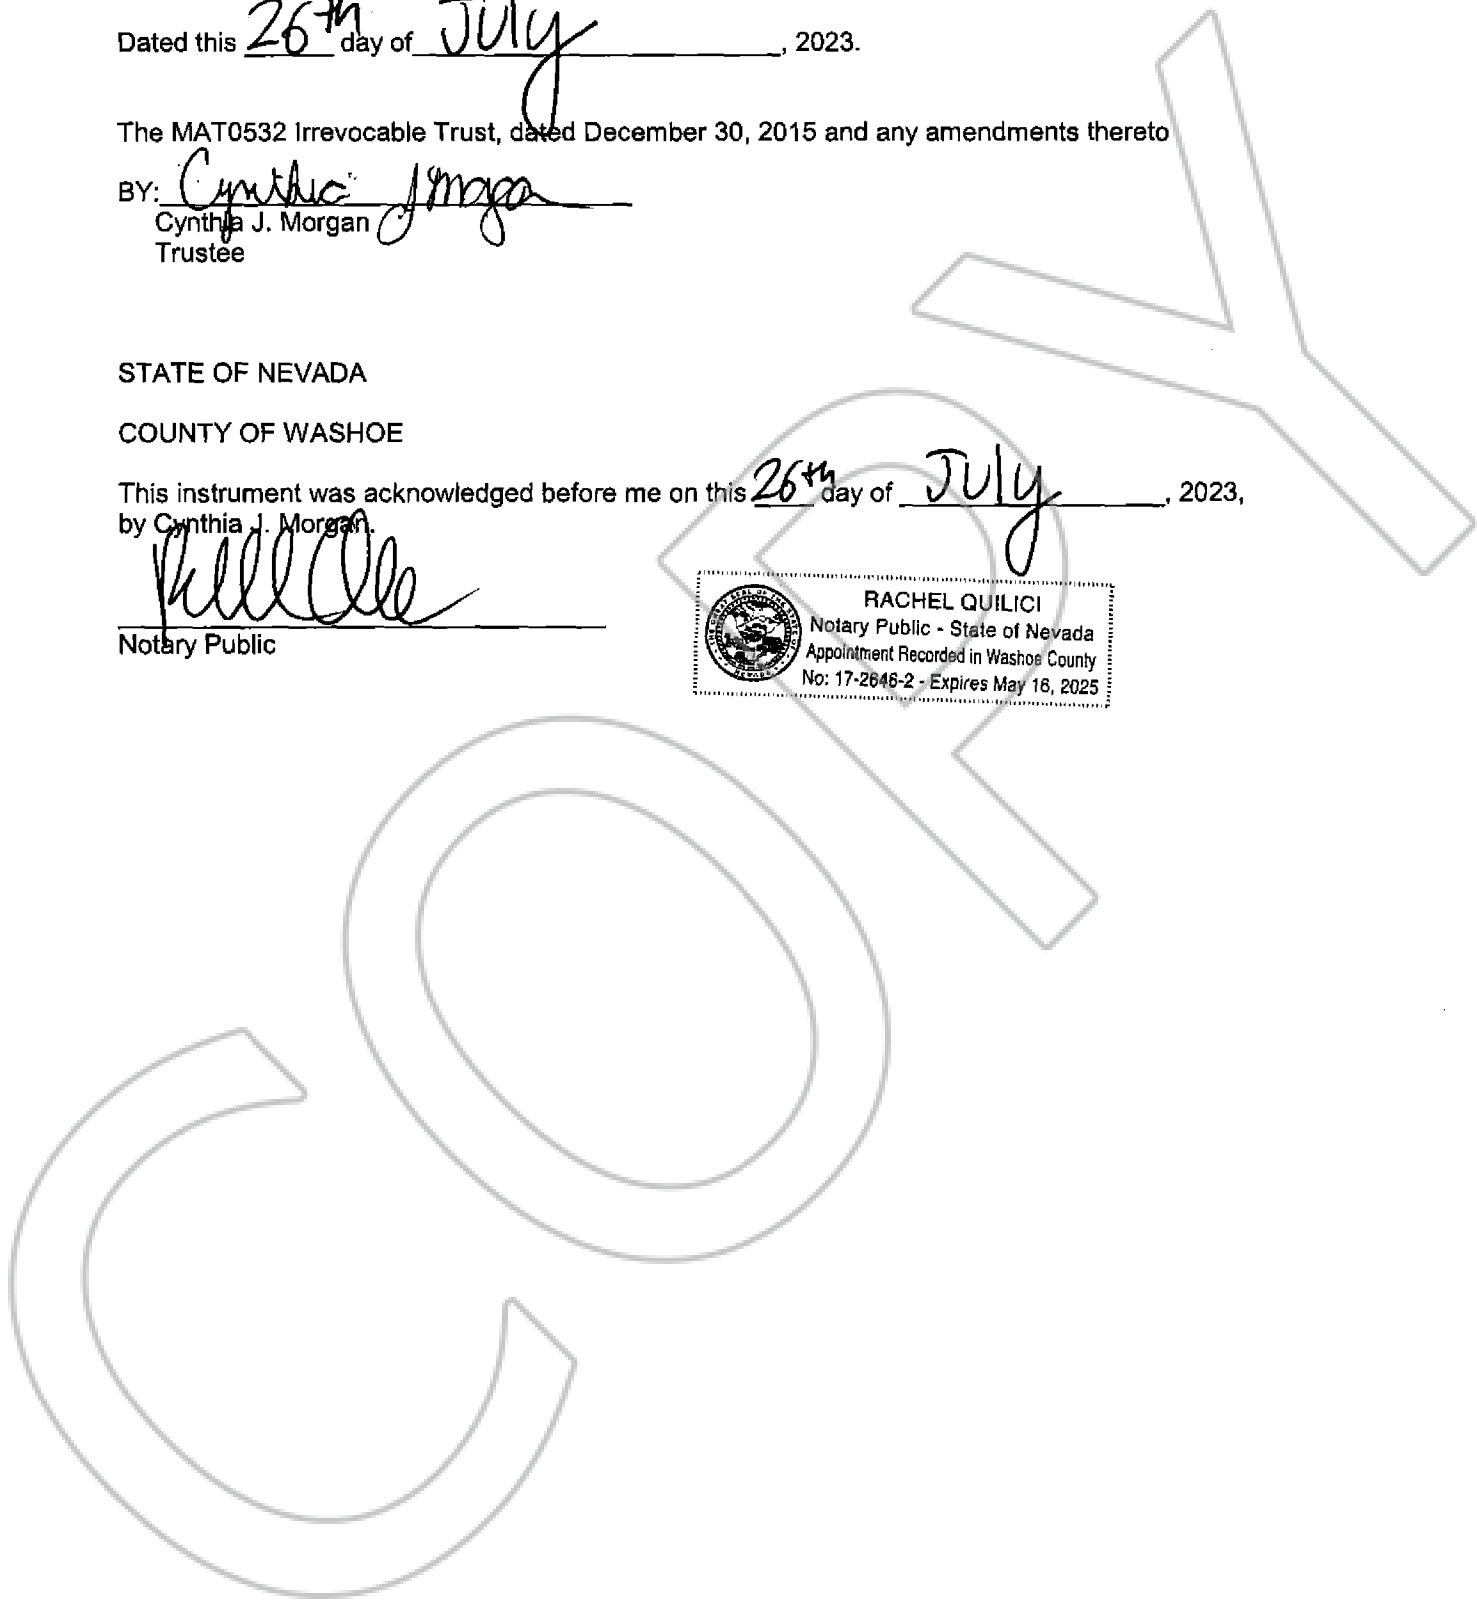 Dated this 26th day of July, 2023.
The MAT0532 Irrevocable Trust, dated December 30, 2015 and any amendments thereto
BY: Cynthia J Morgan
Cynthia J. Morgan
Trustee
STATE OF NEVADA
COUNTY OF WASHOE
This instrument was acknowledged before me on this 26th day of July, 2023,
by Cynthia J. Morgan.
Notary Public
RACHEL QUILICI
Notary Public - State of Nevada
Appointment Recorded in Washoe County
No: 17-2646-2 - Expires May 16, 2025
COPY